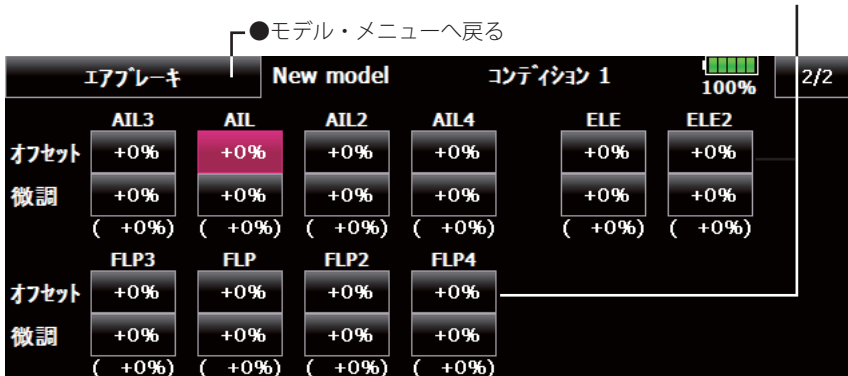 ●モデル・メニューへ戻る
エアブレーキ New model コンディション 1 100% 2/2
AIL3 AIL AIL2 AIL4 ELE ELE2
オフセット +0% +0% +0% +0% +0% +0%
微調 +0% +0% +0% +0% +0% +0%
( +0%) ( +0%) ( +0%) ( +0%) ( +0%) ( +0%)
FLP3 FLP FLP2 FLP4
オフセット +0% +0% +0% +0%
微調 +0% +0% +0% +0%
( +0%) ( +0%) ( +0%) ( +0%)